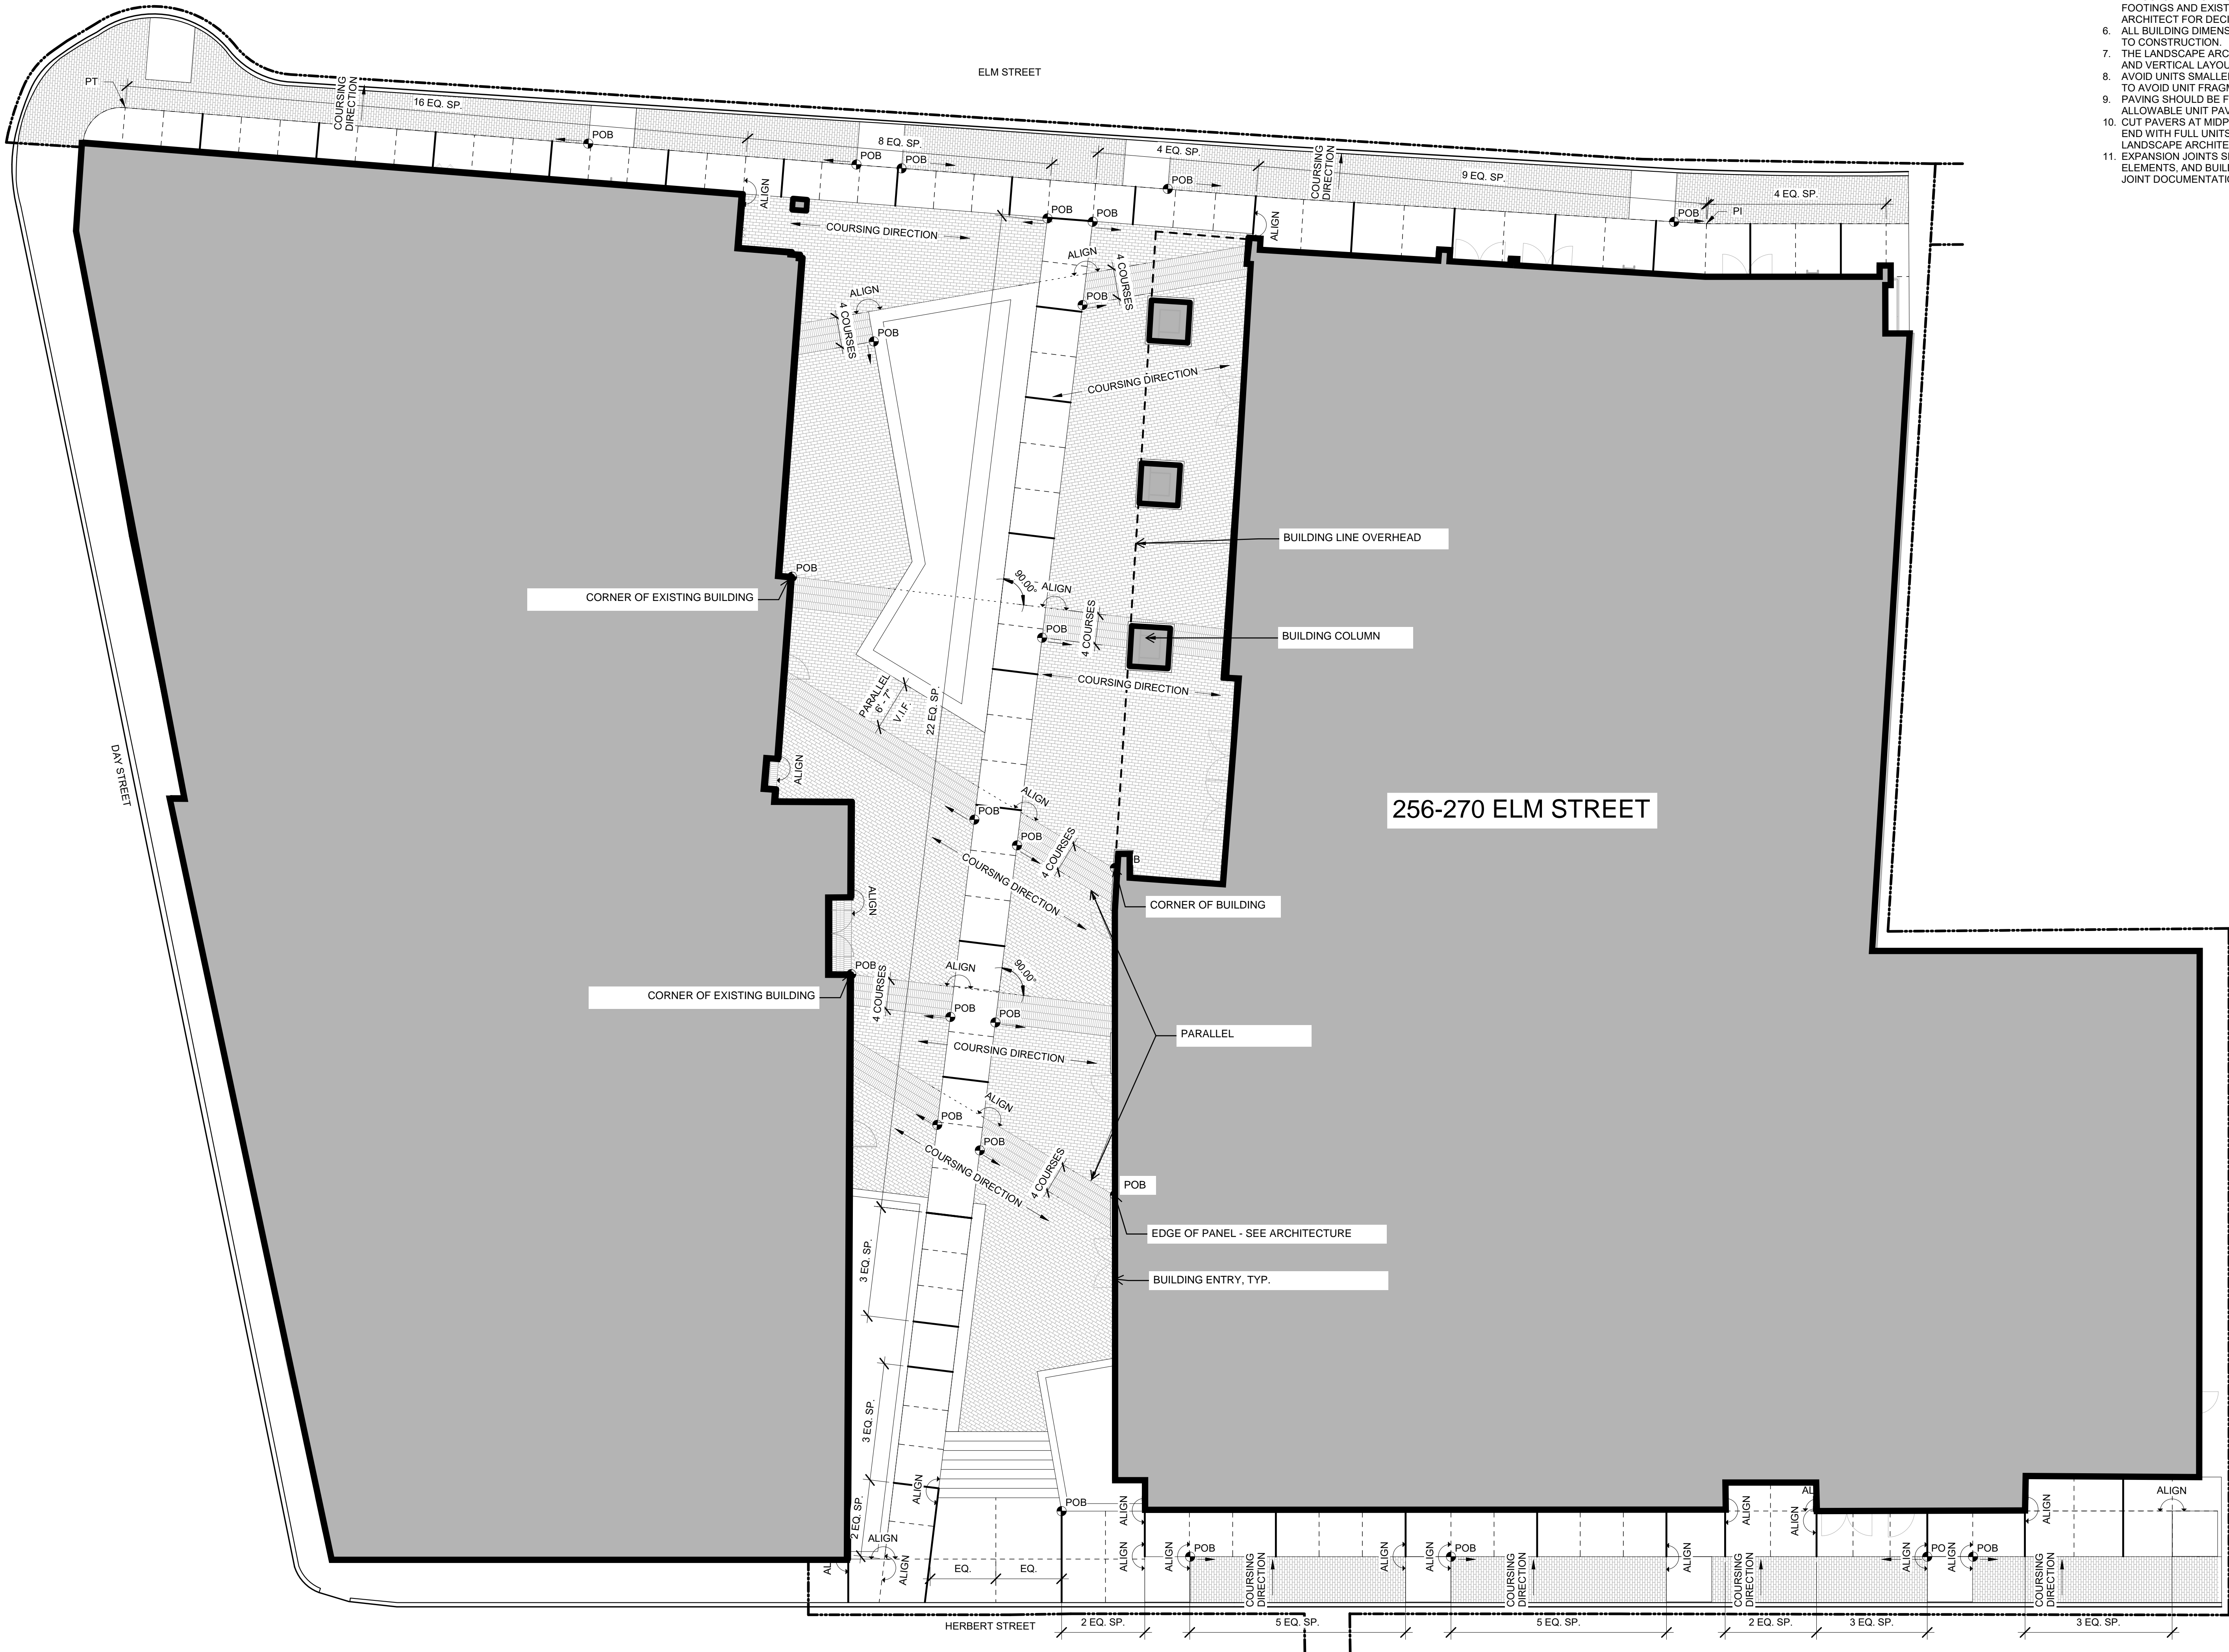 FOOTINGS AND EXIST
ARCHITECT FOR DECI
6. ALL BUILDING DIMENS
TO CONSTRUCTION.
7. THE LANDSCAPE ARC
AND VERTICAL LAYOU
8. AVOID UNITS SMALLE
TO AVOID UNIT FRAGM
9. PAVING SHOULD BE F
ALLOWABLE UNIT PAV
10. CUT PAVERS AT MIDP
END WITH FULL UNITS
LANDSCAPE ARCHITE
11. EXPANSION JOINTS S
ELEMENTS, AND BUIL
JOINT DOCUMENTATIO
ELM STREET
PT
COURSING
DIRECTION
16 EQ. SP.
POB
8 EQ. SP.
POB
POB
4 EQ. SP.
POB
COURSING
DIRECTION
9 EQ. SP.
4 EQ. SP.
POB
PI
ALIGN
COURSING DIRECTION
POB
POB
ALIGN
ALIGN
4 COURSES
POB
ALIGN
4 COURSES
POB
COURSING DIRECTION
BUILDING LINE OVERHEAD
POB
CORNER OF EXISTING BUILDING
90.00°
ALIGN
4 COURSES
POB
BUILDING COLUMN
COURSING DIRECTION
PARALLEL
6' - 7"
V.I.F.
22 EQ. SP.
DAY STREET
ALIGN
ALIGN
POB
POB
4 COURSES
256-270 ELM STREET
B
COURSING DIRECTION
ALIGN
CORNER OF BUILDING
POB
4 COURSES
ALIGN
90.00°
CORNER OF EXISTING BUILDING
POB
POB
PARALLEL
COURSING DIRECTION
ALIGN
POB
POB
4 COURSES
COURSING DIRECTION
POB
EDGE OF PANEL - SEE ARCHITECTURE
3 EQ. SP.
BUILDING ENTRY, TYP.
3 EQ. SP.
ALIGN
2 EQ. SP.
ALIGN
AL
ALIGN
EQ.
EQ.
POB
ALIGN
ALIGN
ALIGN
POB
COURSING
DIRECTION
ALIGN
ALIGN
POB
COURSING
DIRECTION
ALIGN
ALIGN
COURSING
DIRECTION
AL
ALIGN
ALIGN
PO
ALIGN
POB
ALIGN
COURSING
DIRECTION
ALIGN
HERBERT STREET
2 EQ. SP.
5 EQ. SP.
5 EQ. SP.
2 EQ. SP.
3 EQ. SP.
3 EQ. SP.